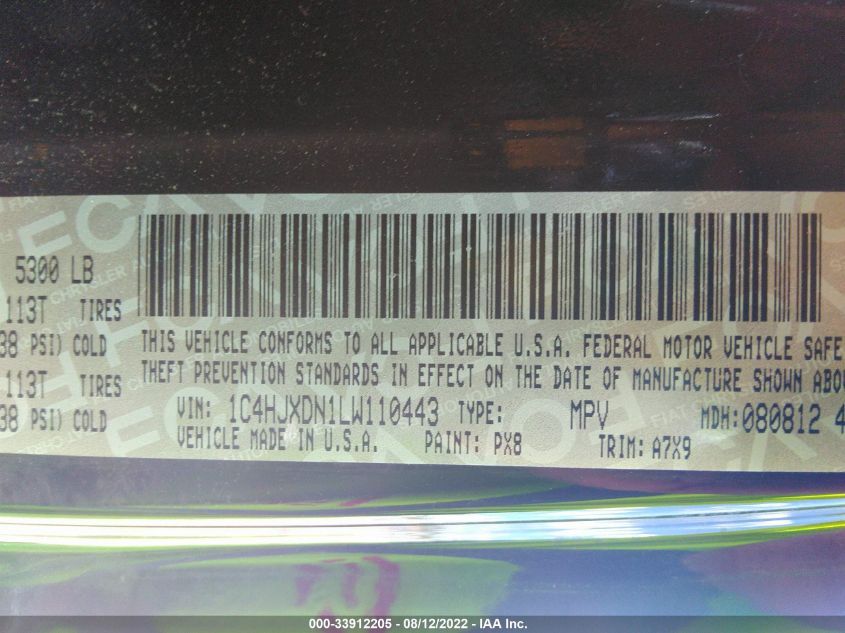 5300 LB
113T TIRES
38 PSI) COLD
113T TIRES
38 PSI) COLD
THIS VEHICLE CONFORMS TO ALL APPLICABLE U.S.A. FEDERAL MOTOR VEHICLE SAFE
THEFT PREVENTION STANDARDS IN EFFECT ON THE DATE OF MANUFACTURE SHOWN ABO
VIN: 1C4HJXDN1LW110443 TYPE: MPV MDH:080812 4
VEHICLE MADE IN U.S.A. PAINT: PX8 TRIM: A7X9
000-33912205 - 08/12/2022 - IAA Inc.